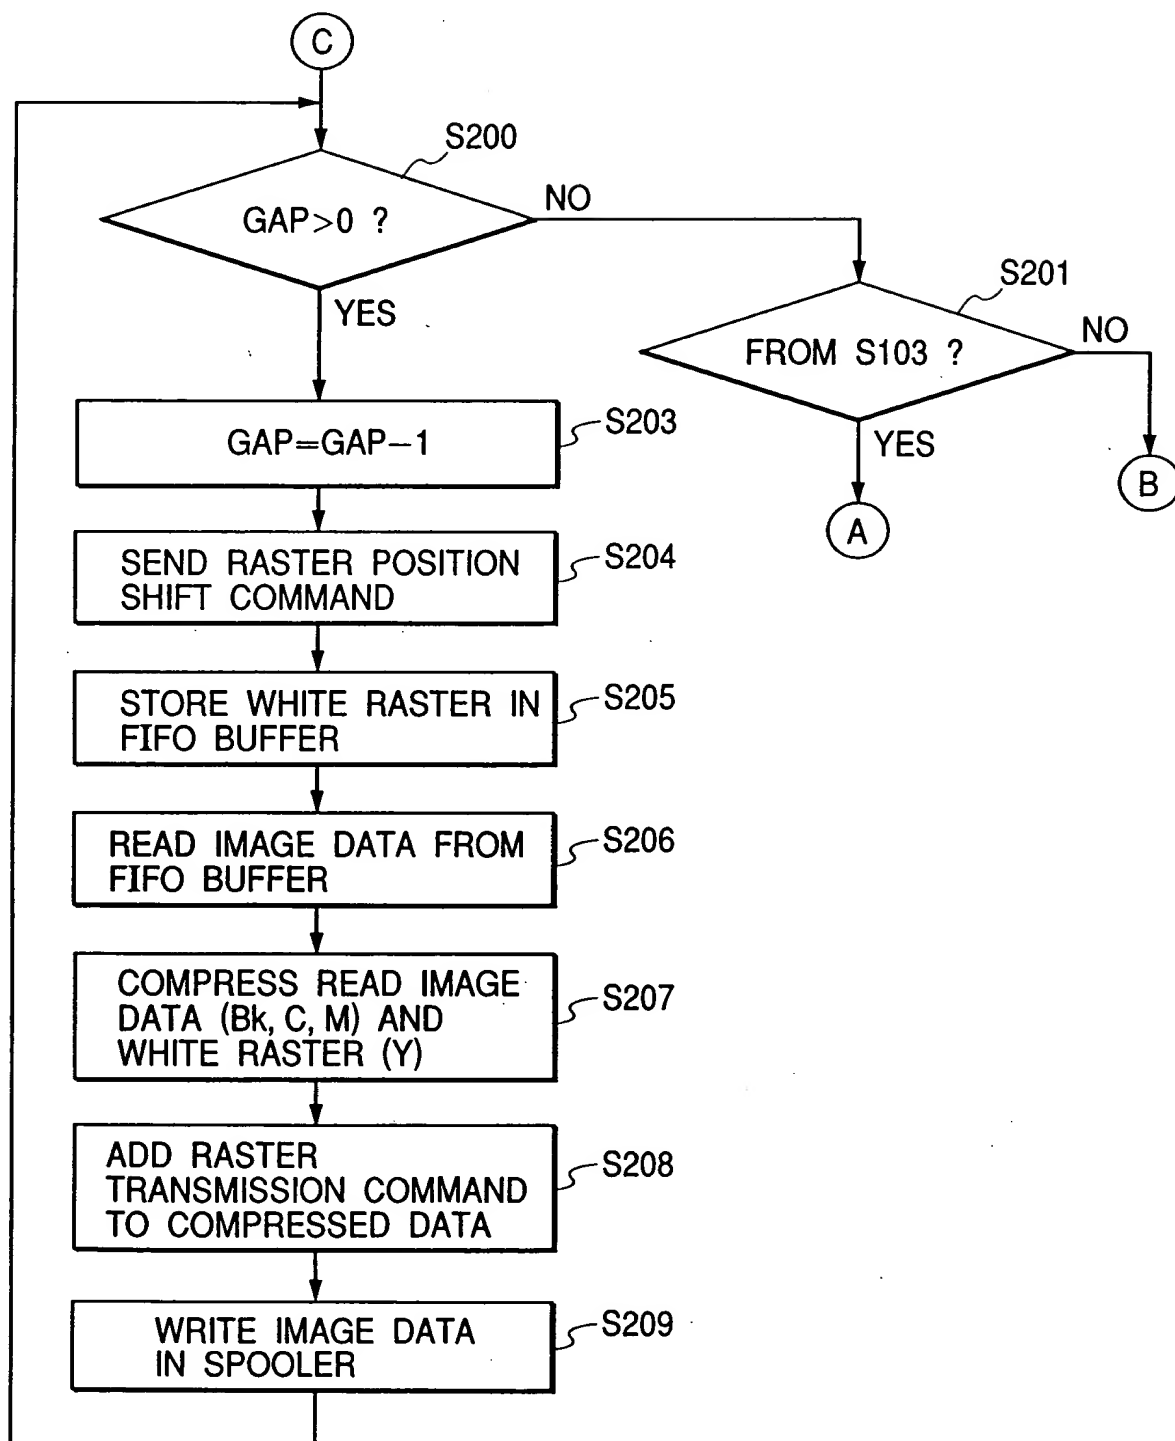 C
S200
GAP>0 ?
NO
YES
S201
FROM S103 ?
NO
YES
A
B
GAP=GAP−1
S203
SEND RASTER POSITION
SHIFT COMMAND
S204
STORE WHITE RASTER IN
FIFO BUFFER
S205
READ IMAGE DATA FROM
FIFO BUFFER
S206
COMPRESS READ IMAGE
DATA (Bk, C, M) AND
WHITE RASTER (Y)
S207
ADD RASTER
TRANSMISSION COMMAND
TO COMPRESSED DATA
S208
WRITE IMAGE DATA
IN SPOOLER
S209